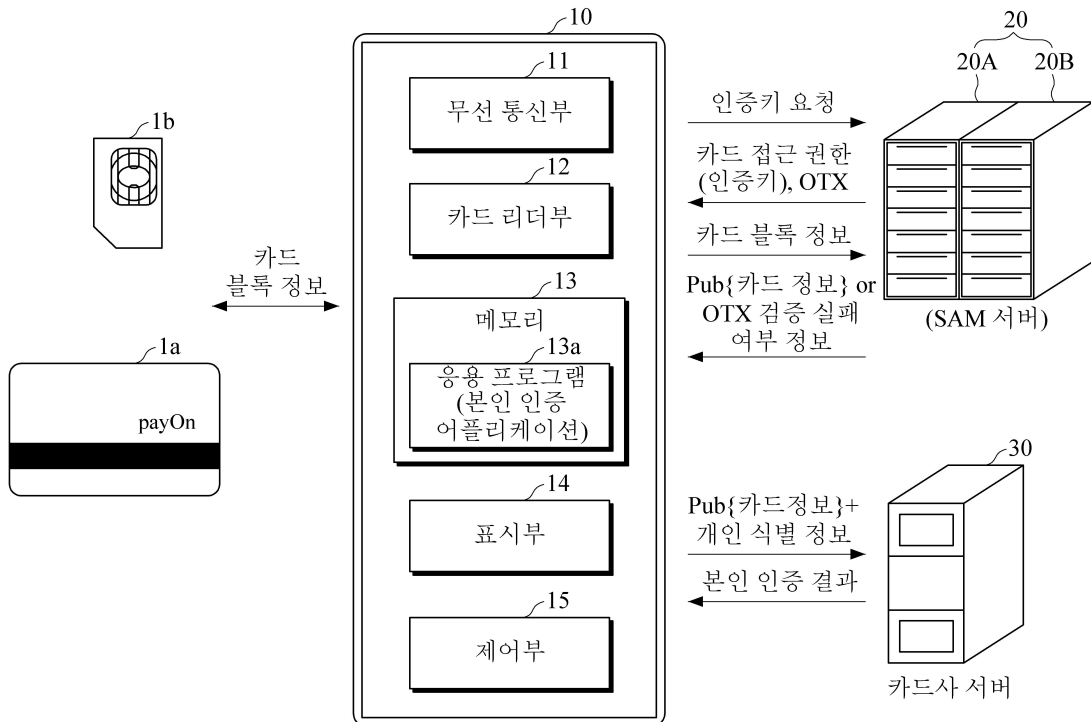 10
11
무선 통신부
12
카드 리더부
13
메모리
13a
응용 프로그램
(본인 인증
어플리케이션)
14
표시부
15
제어부
1b
카드
블록 정보
1a
payOn
인증키 요청
카드 접근 권한
(인증키), OTX
카드 블록 정보
Pub{카드 정보} or
OTX 검증 실패
여부 정보
20
20A
20B
(SAM 서버)
Pub{카드정보}+
개인 식별 정보
본인 인증 결과
30
카드사 서버